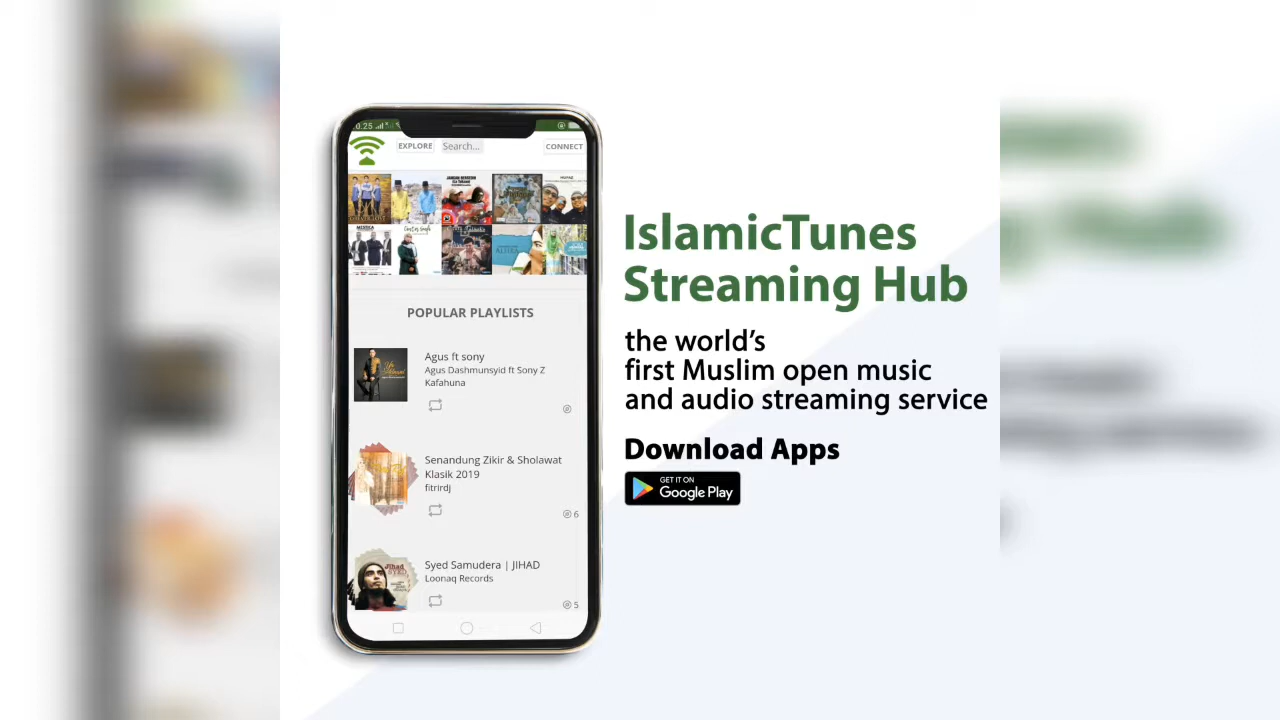 EXPLORE
Search...
CONNECT
POPULAR PLAYLISTS
Agus ft sony
Agus Dashmunsyid ft Sony Z
Kafahuna
Senandung Zikir & Sholawat
Klasik 2019
fitrirdj
6
Syed Samudera | JIHAD
Loonaq Records
5
IslamicTunes
Streaming Hub
the world's
first Muslim open music
and audio streaming service
Download Apps
GET IT ON
Google Play